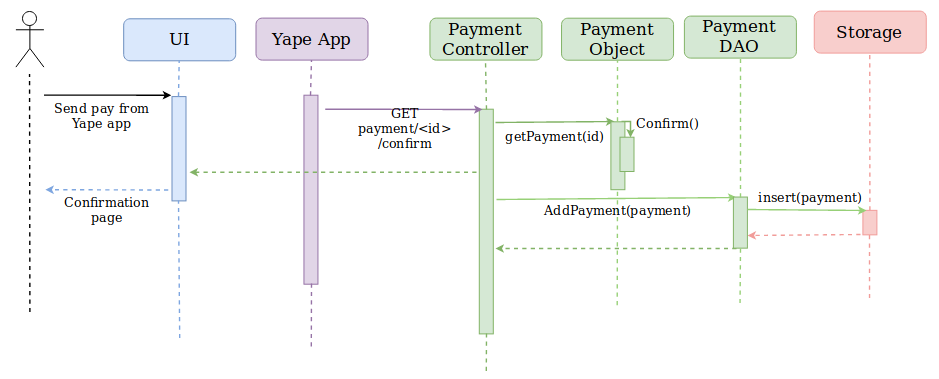 UI
Yape App
Payment
Controller
Payment
Object
Payment
DAO
Storage
Send pay from
Yape app
GET
payment/<id>
/confirm
getPayment(id)
Confirm()
Confirmation
page
AddPayment(payment)
insert(payment)